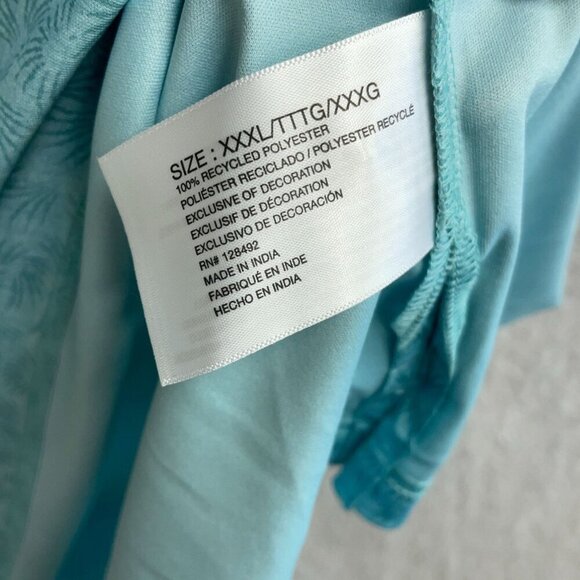 SIZE : XXXL/TTTG/XXXG
100% RECYCLED POLYESTER
POLIÉSTER RECICLADO / POLYESTER RECYCLÉ
EXCLUSIVE OF DECORATION
EXCLUSIF DE DÉCORATION
EXCLUSIVO DE DECORACIÓN
RN# 128492
MADE IN INDIA
FABRIQUÉ EN INDE
HECHO EN INDIA